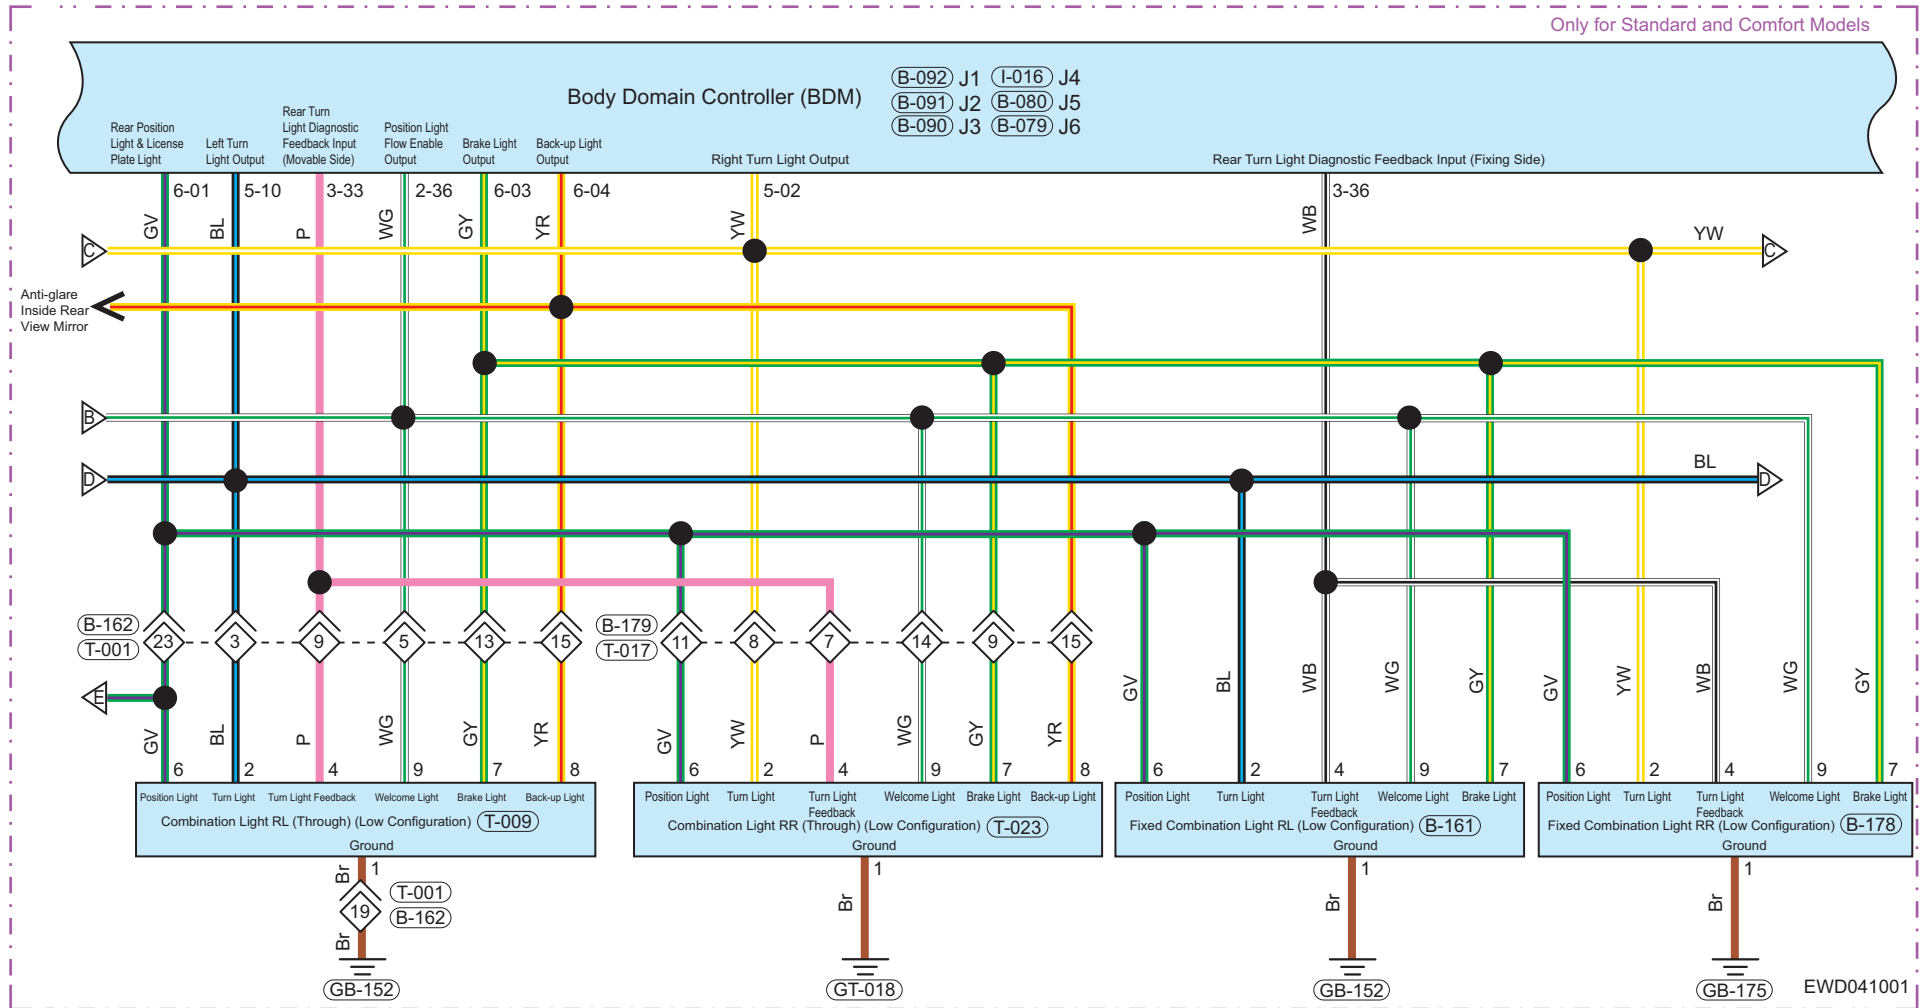 Only for Standard and Comfort Models
Body Domain Controller (BDM)
B-092 J1 I-016 J4
B-091 J2 B-080 J5
B-090 J3 B-079 J6
Rear Position
Light & License
Plate Light
Left Turn
Light Output
Rear Turn
Light Diagnostic
Feedback Input
(Movable Side)
Position Light
Flow Enable
Output
Brake Light
Output
Back-up Light
Output
Right Turn Light Output
Rear Turn Light Diagnostic Feedback Input (Fixing Side)
6-01 5-10 3-33 2-36 6-03 6-04 5-02 3-36
GV BL P WG GY YR YW WB
C YW C
Anti-glare
Inside Rear
View Mirror
B
D BL D
B-162
T-001
23 3 9 5 13 15
B-179
T-017
11 8 7 14 9 15
E
GV BL P WG GY YR
GV YW P WG GY YR
GV BL WB WG GY
GV YW WB WG GY
6 2 4 9 7 8
6 2 4 9 7 8
6 2 4 9 7
6 2 4 9 7
Position Light Turn Light Turn Light Feedback Welcome Light Brake Light Back-up Light
Combination Light RL (Through) (Low Configuration) T-009
Ground
Position Light Turn Light Turn Light
Feedback Welcome Light Brake Light Back-up Light
Combination Light RR (Through) (Low Configuration) T-023
Ground
Position Light Turn Light Turn Light
Feedback Welcome Light Brake Light
Fixed Combination Light RL (Low Configuration) B-161
Ground
Position Light Turn Light Turn Light
Feedback Welcome Light Brake Light
Fixed Combination Light RR (Low Configuration) B-178
Ground
Br 1
19
T-001
B-162
Br
GB-152
1
Br
GT-018
1
Br
GB-152
1
Br
GB-175
EWD041001